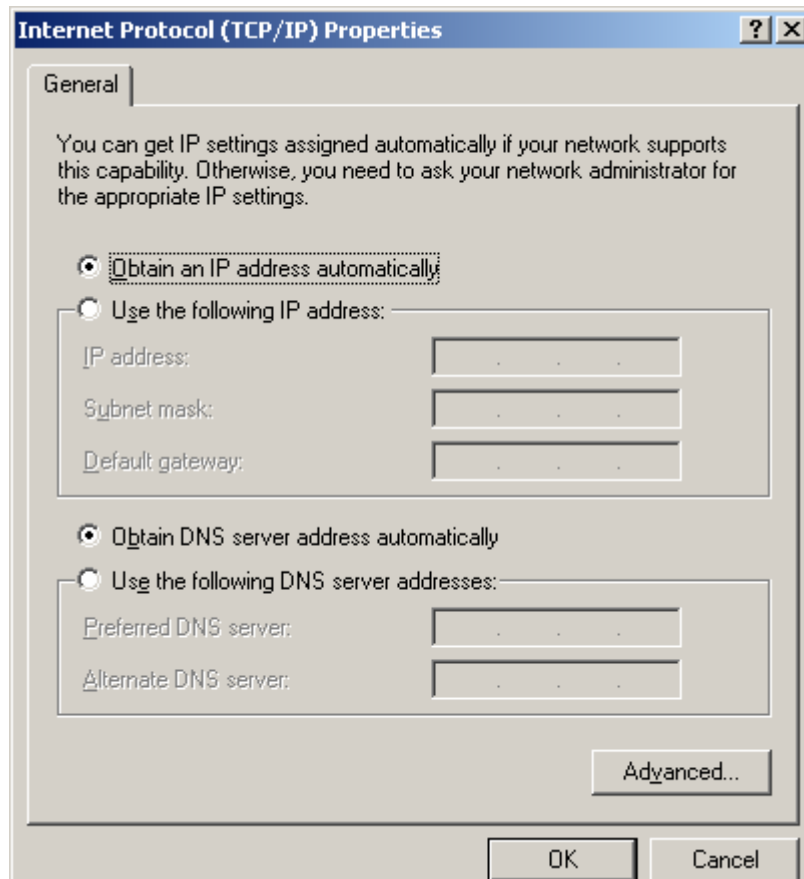 Internet Protocol (TCP/IP) Properties
General
You can get IP settings assigned automatically if your network supports
this capability. Otherwise, you need to ask your network administrator for
the appropriate IP settings.
Obtain an IP address automatically
Use the following IP address:
IP address:
Subnet mask:
Default gateway:
Obtain DNS server address automatically
Use the following DNS server addresses:
Preferred DNS server:
Alternate DNS server:
Advanced...
OK Cancel